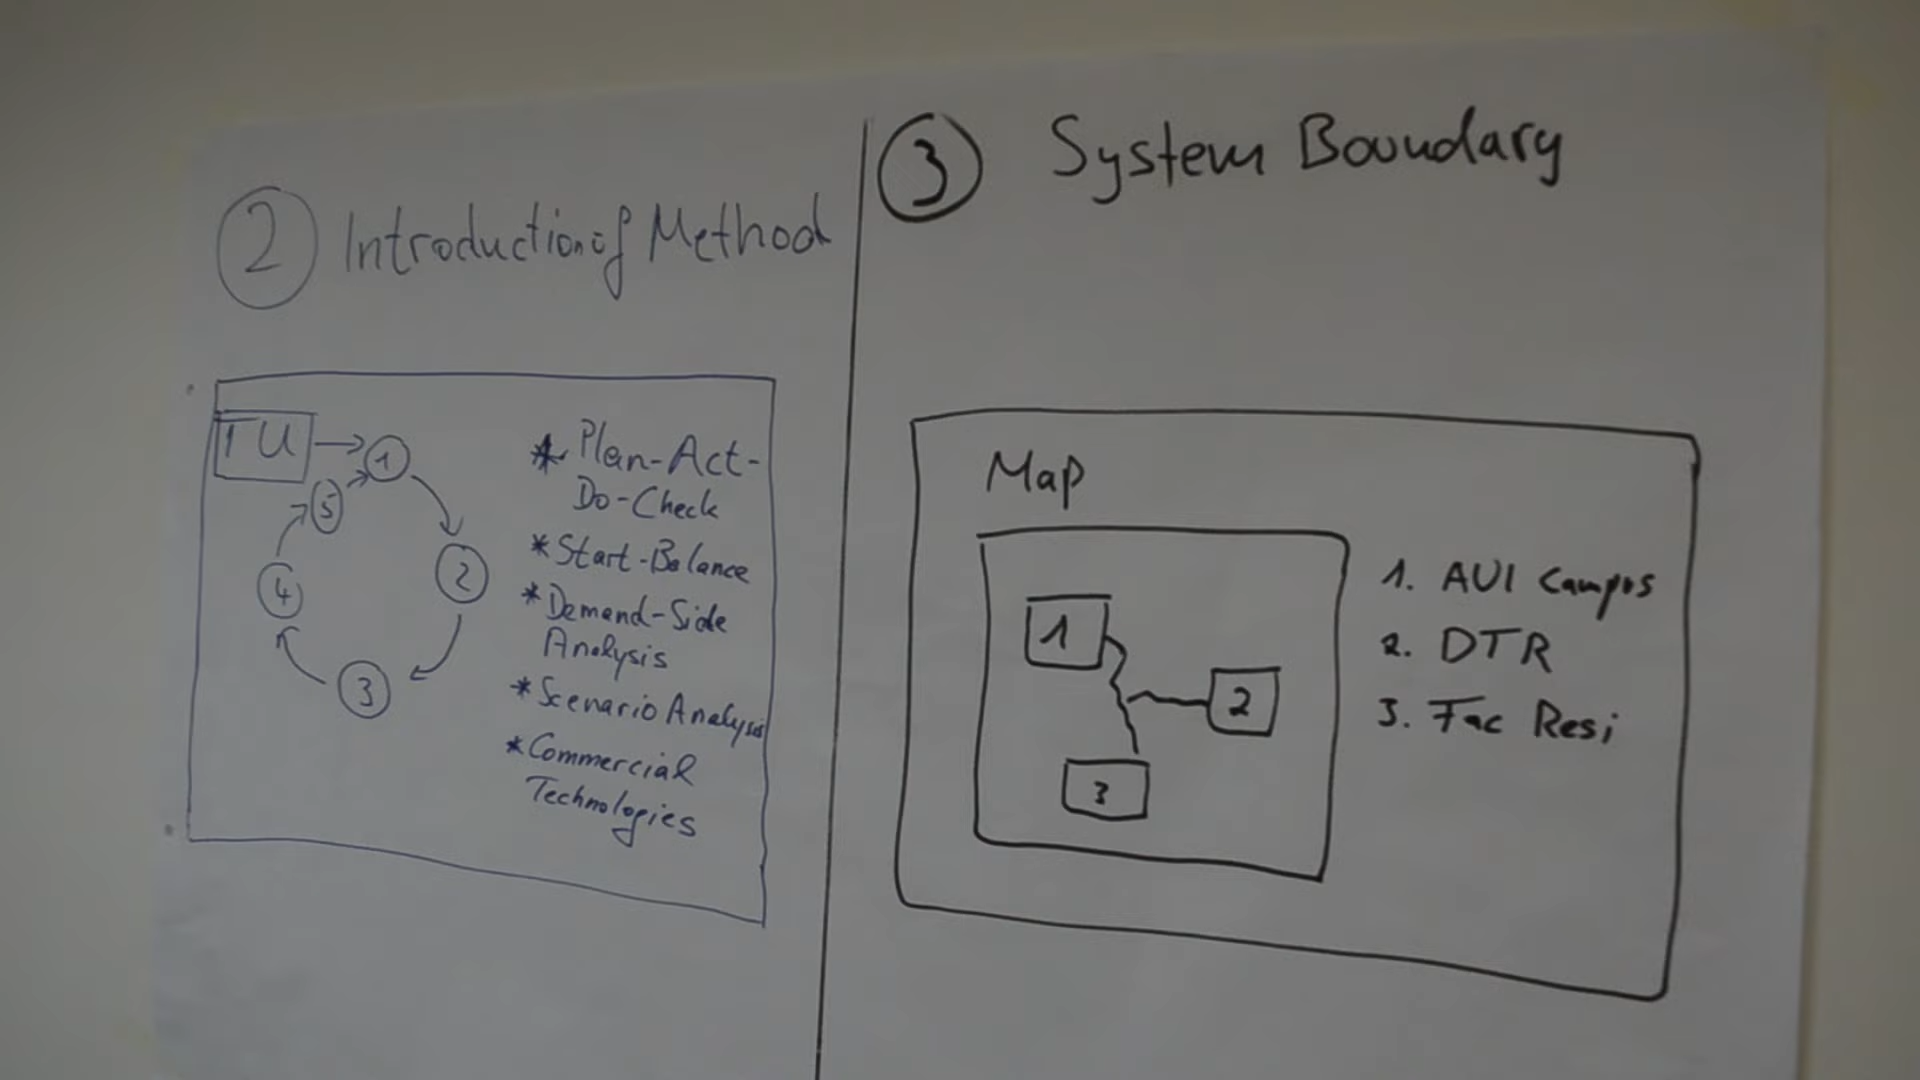 2 Introduction of Method
TU
1
5
2
4
3
* Plan-Act-
Do-Check
* Start-Balance
* Demand-Side
Analysis
* Scenario Analysis
* Commercial
Technologies
3 System Boundary
Map
1
2
3
1. AUI Campus
2. DTR
3. Fac Resi